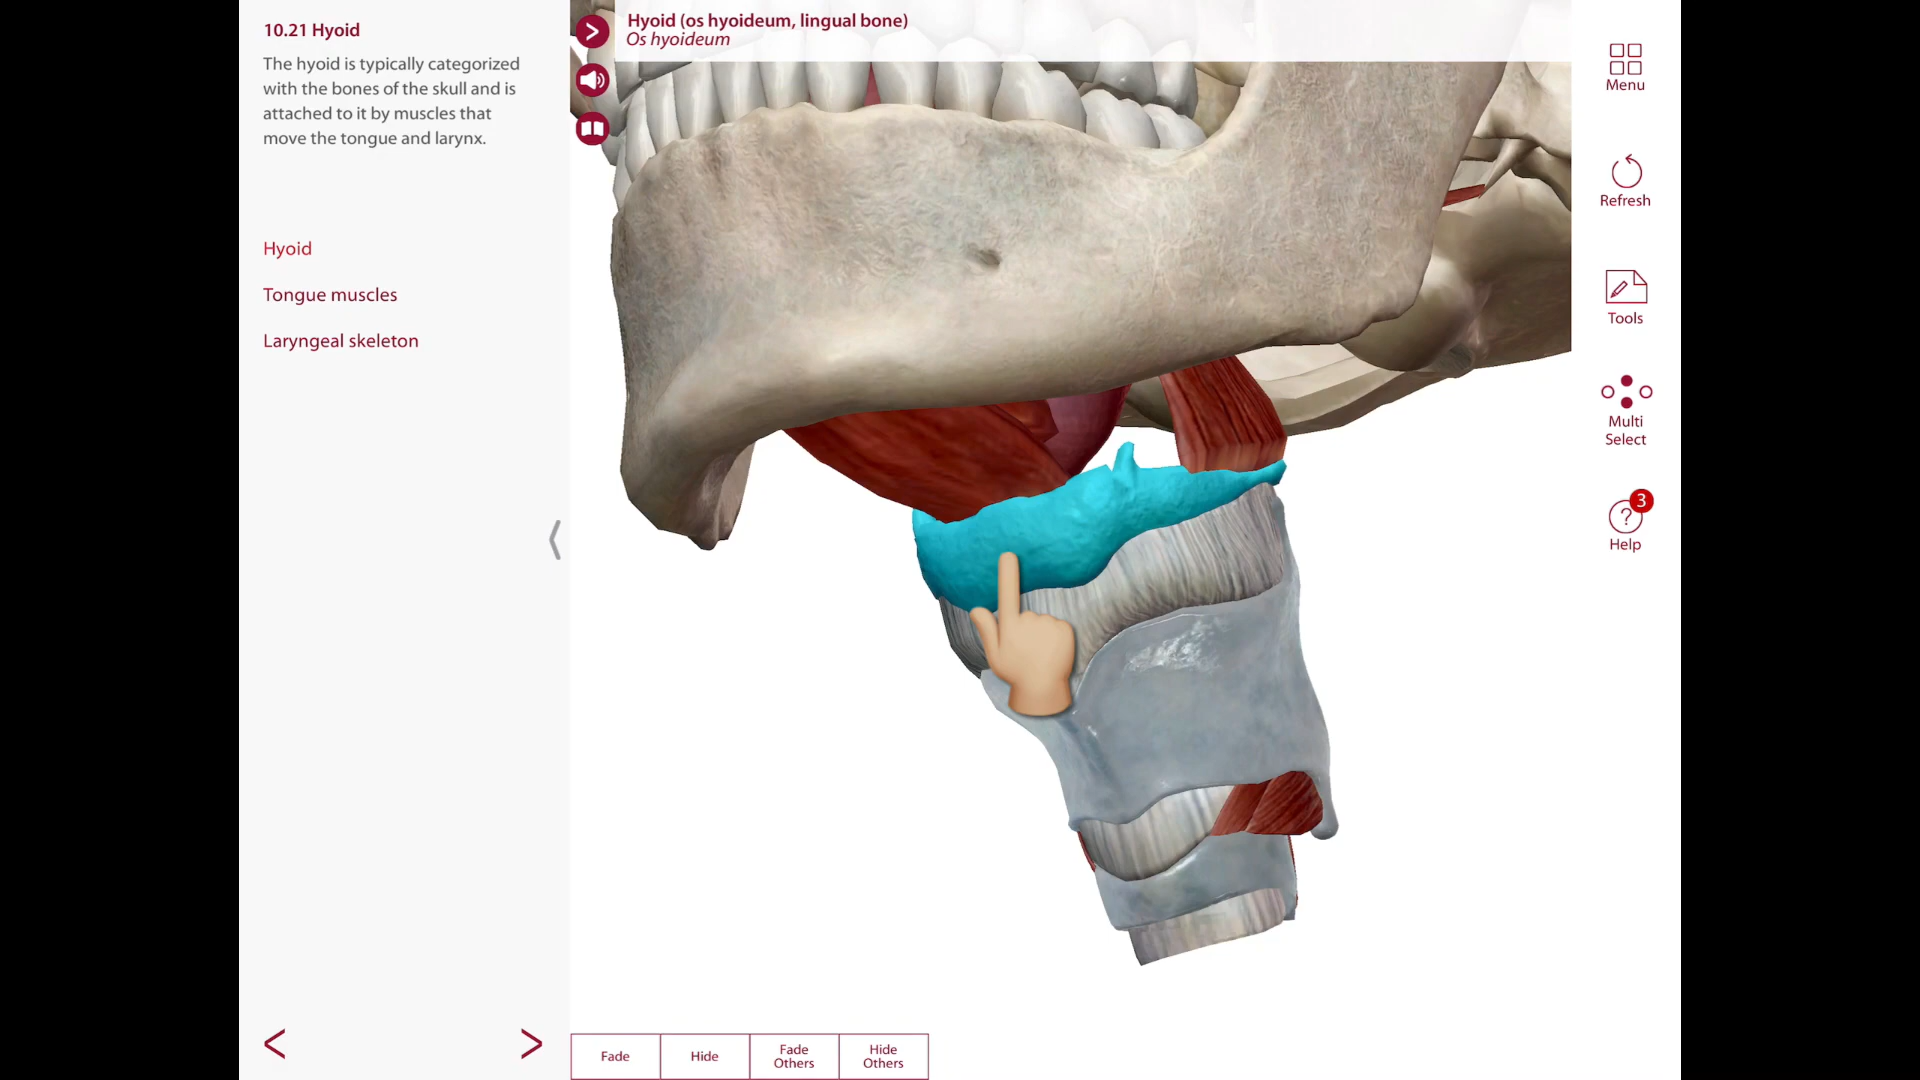 10.21 Hyoid
The hyoid is typically categorized
with the bones of the skull and is
attached to it by muscles that
move the tongue and larynx.
Hyoid
Tongue muscles
Laryngeal skeleton
Hyoid (os hyoideum, lingual bone)
Os hyoideum
Menu
Refresh
Tools
Multi
Select
3
?
Help
Fade
Hide
Fade
Others
Hide
Others